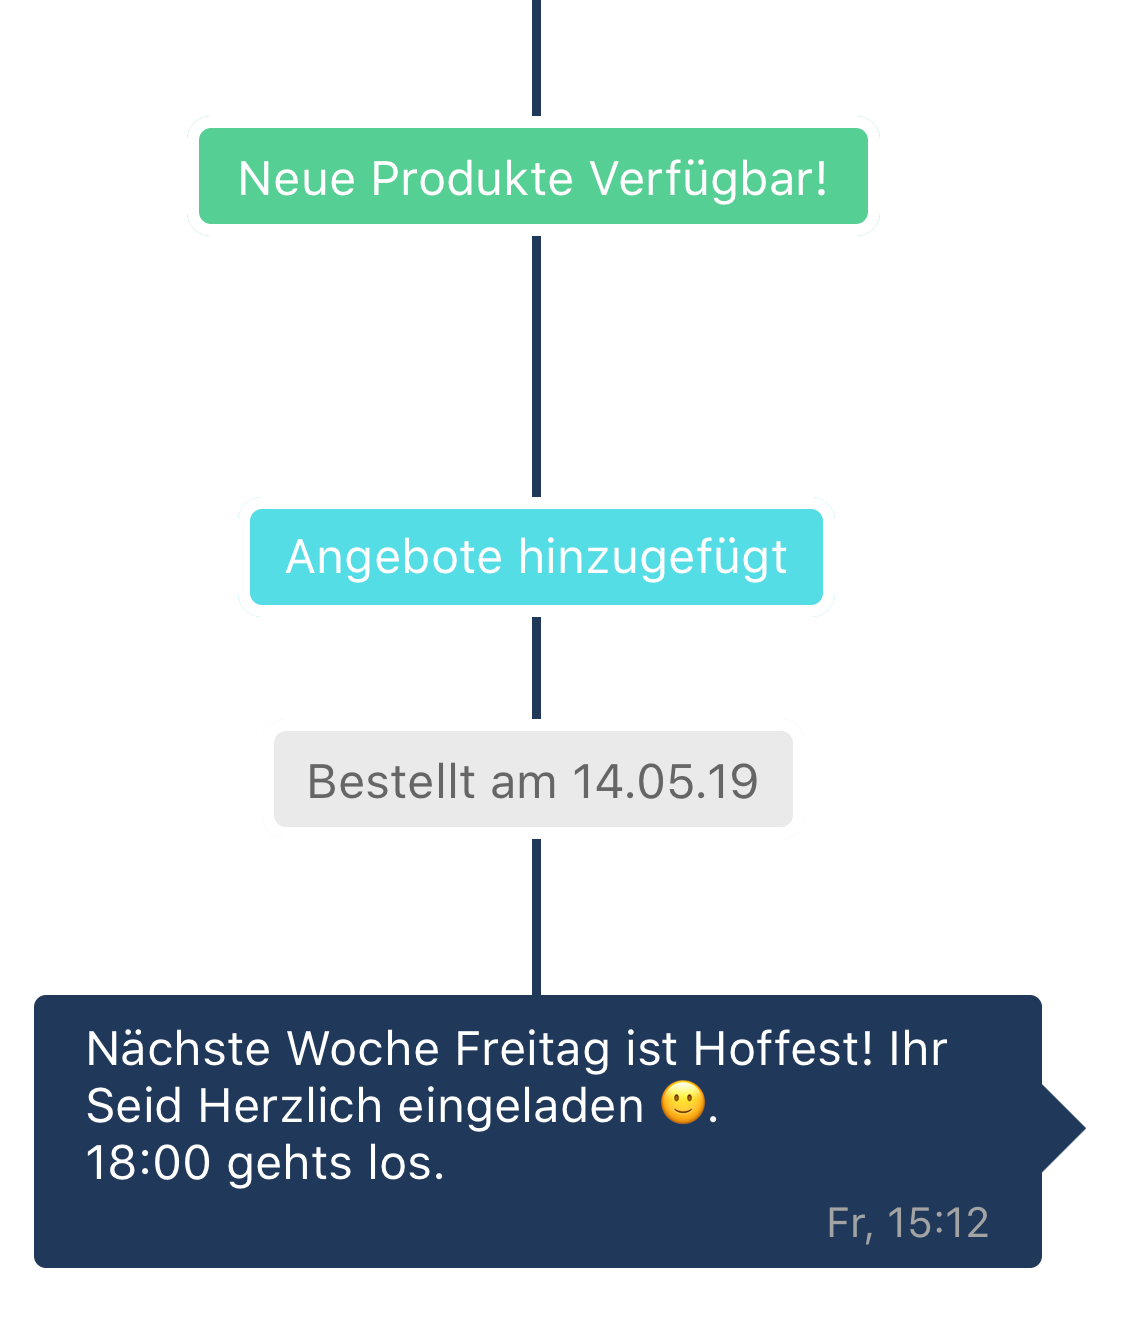 Neue Produkte Verfügbar!
Angebote hinzugefügt
Bestellt am 14.05.19
Nächste Woche Freitag ist Hoffest! Ihr
Seid Herzlich eingeladen 🙂.
18:00 gehts los.
Fr, 15:12